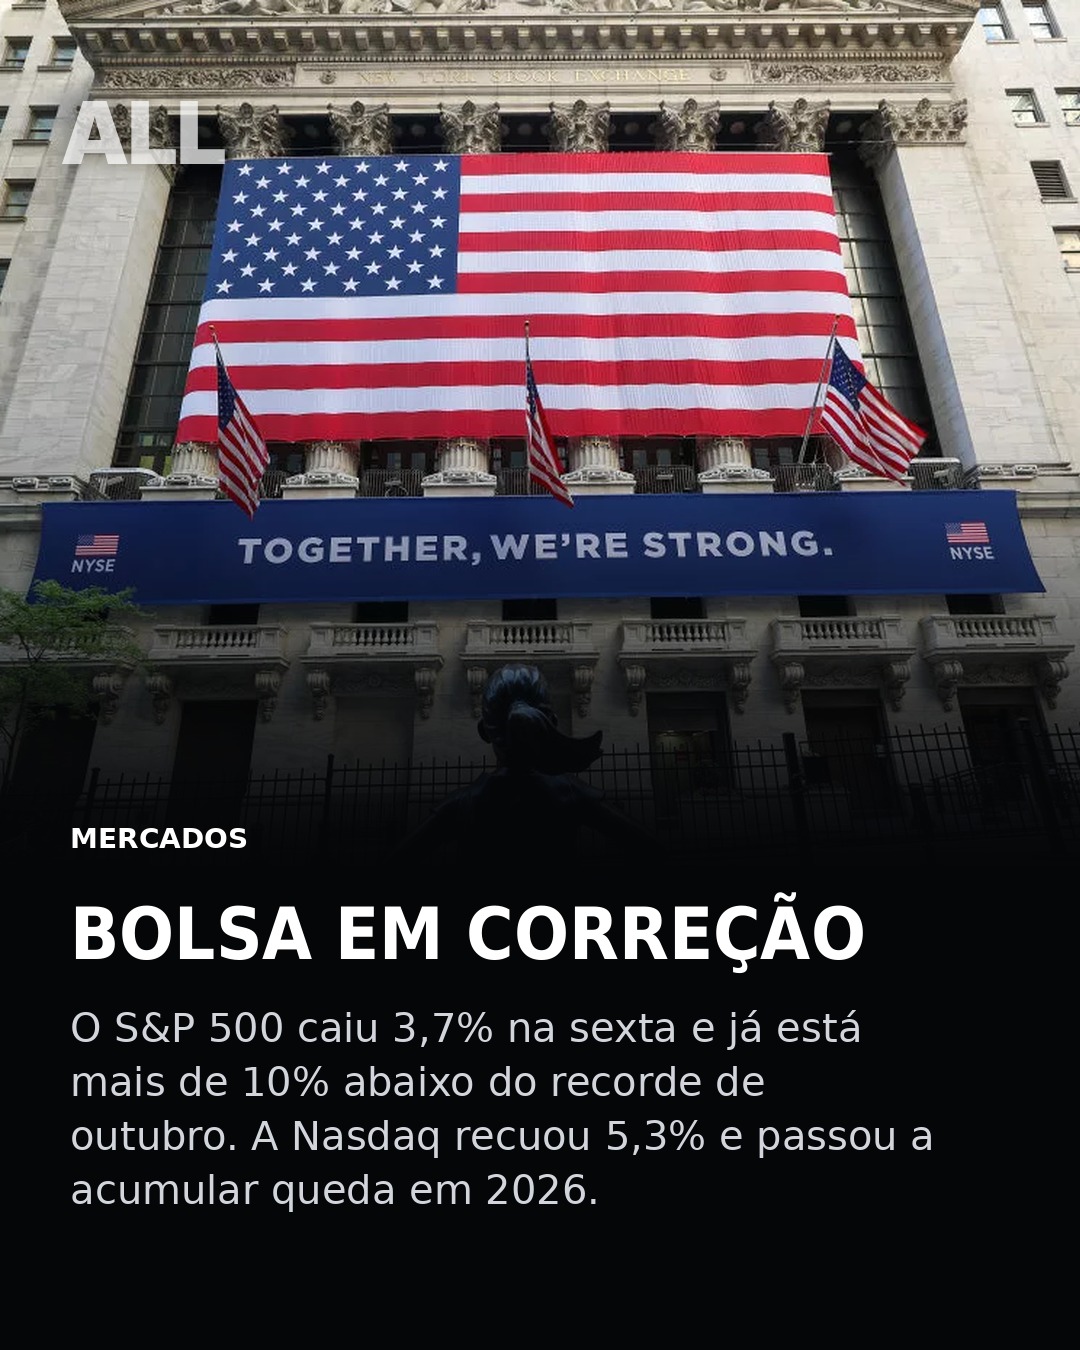 NEW YORK STOCK EXCHANGE
ALL
TOGETHER, WE'RE STRONG.
NYSE
NYSE
MERCADOS
BOLSA EM CORREÇÃO
O S&P 500 caiu 3,7% na sexta e já está
mais de 10% abaixo do recorde de
outubro. A Nasdaq recuou 5,3% e passou a
acumular queda em 2026.